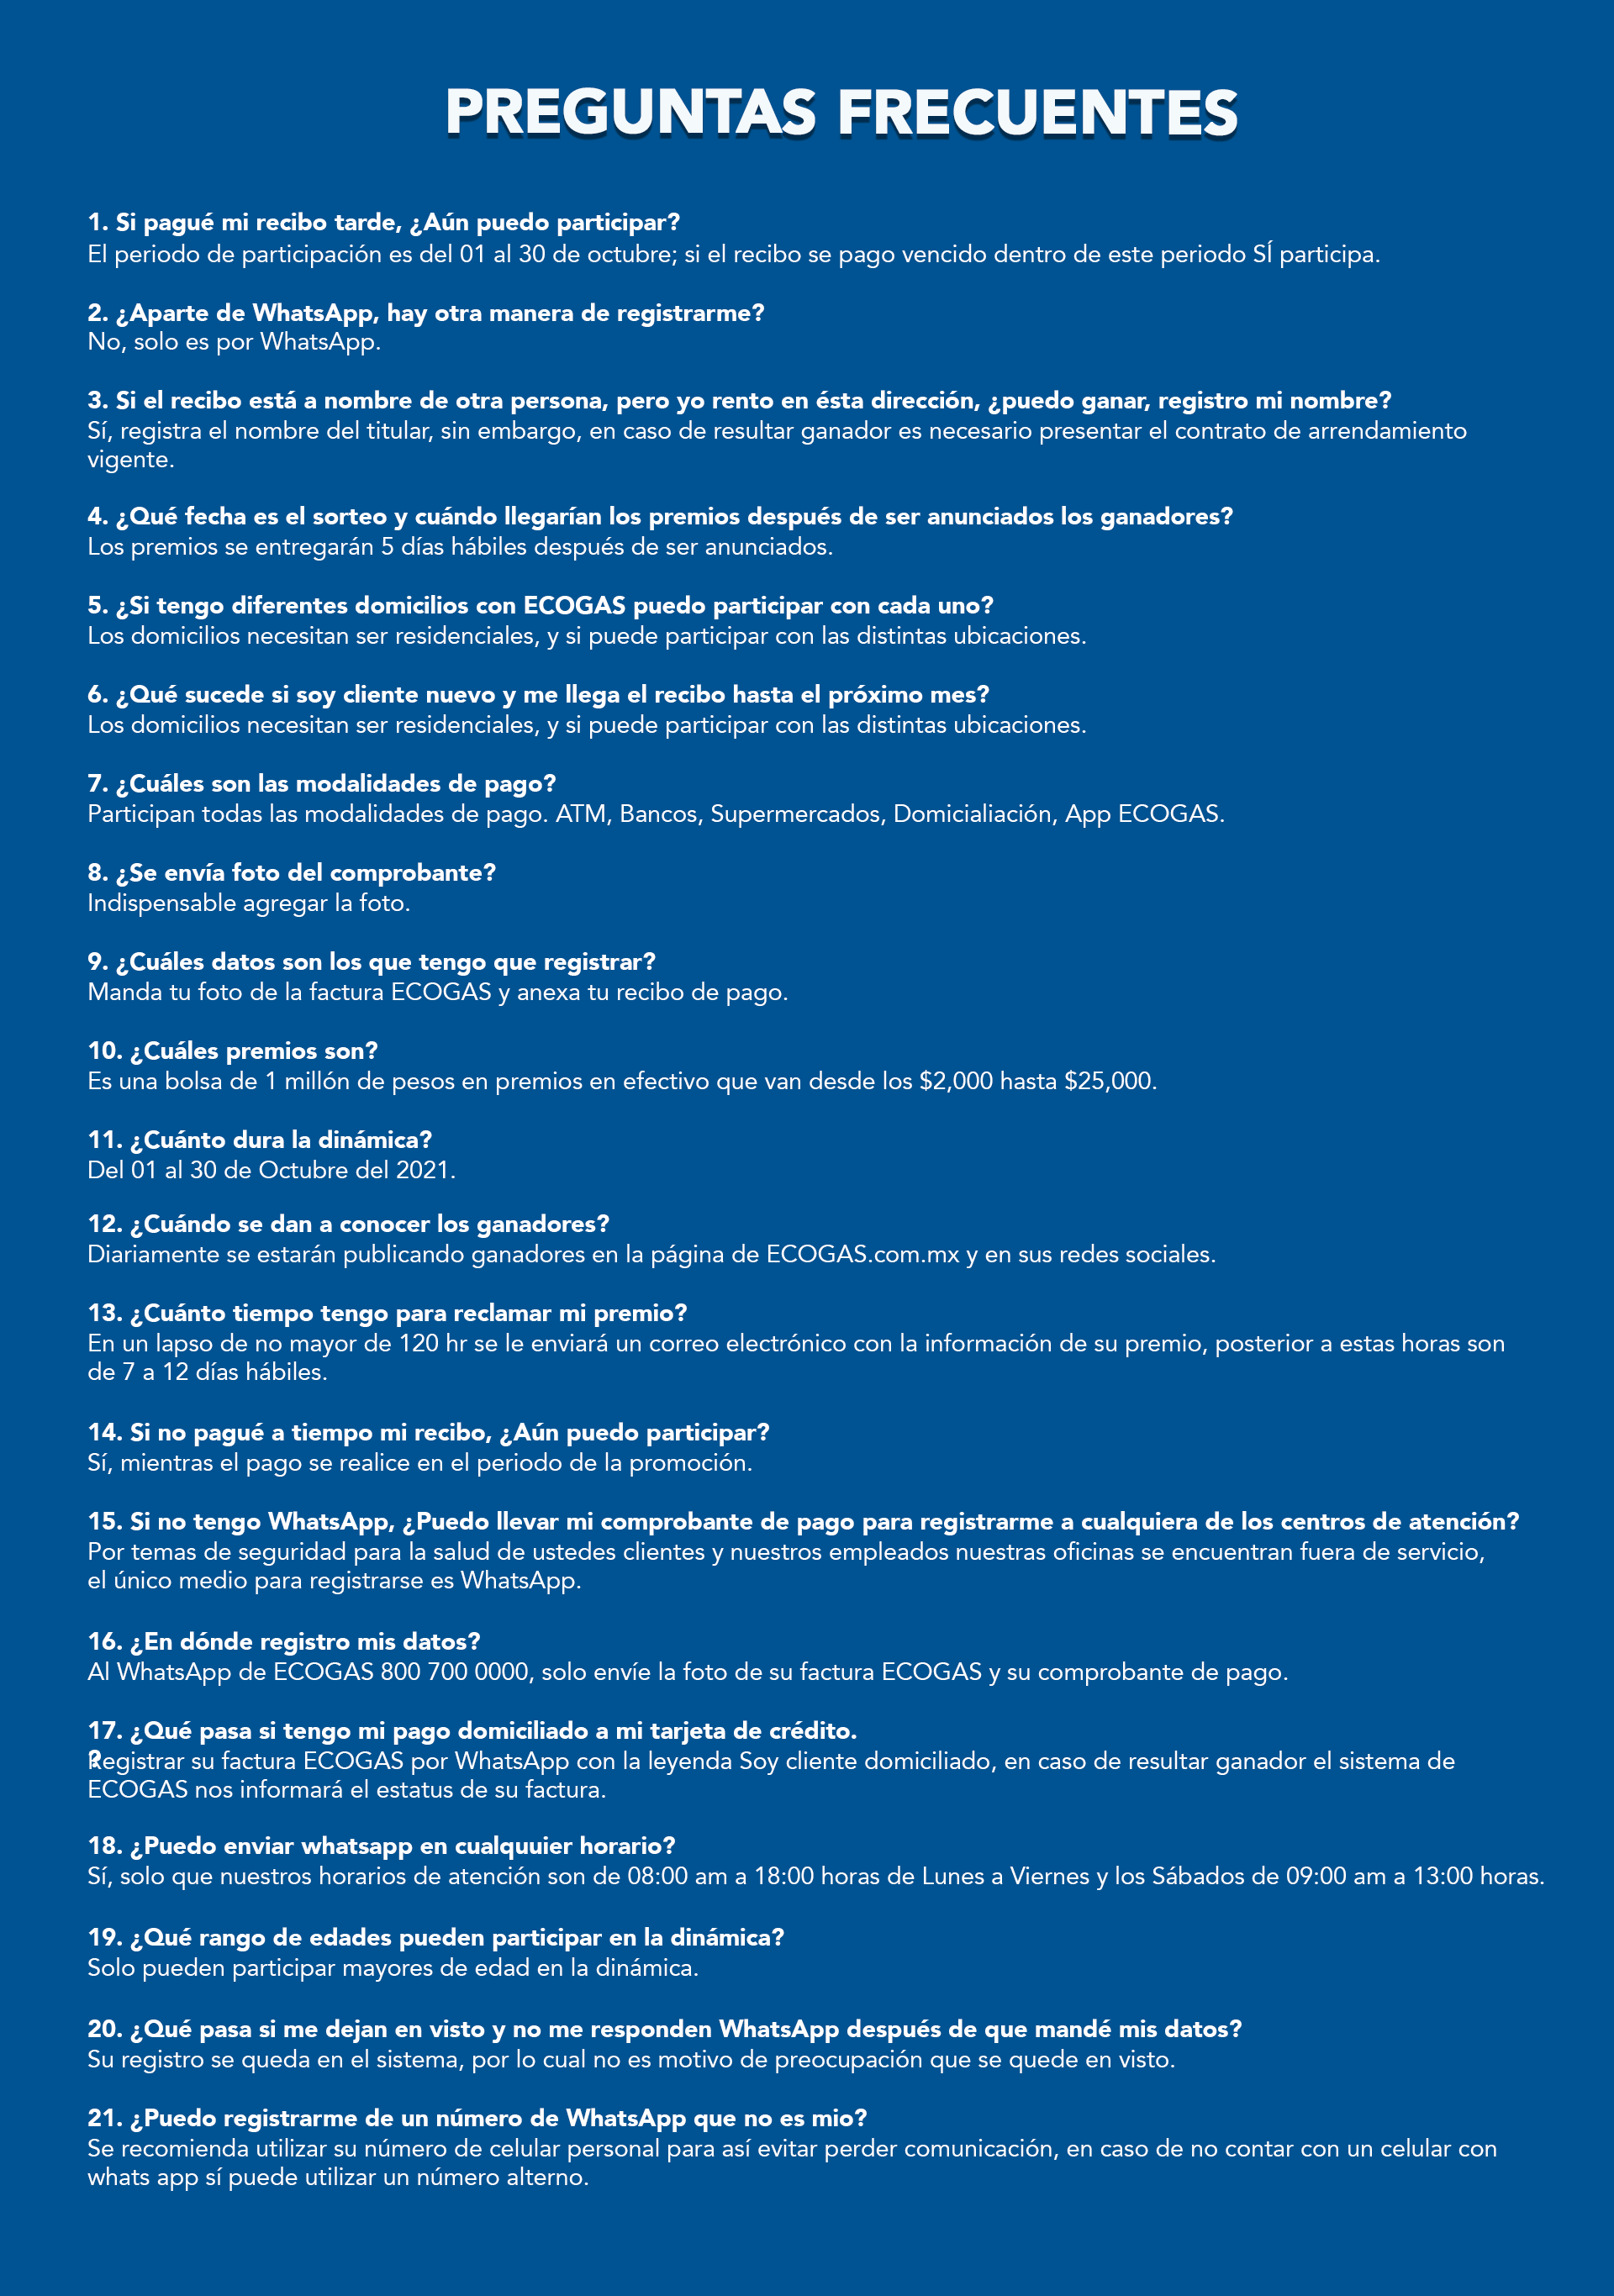 PREGUNTAS FRECUENTES
1. Si pagué mi recibo tarde, ¿Aún puedo participar?
El periodo de participación es del 01 al 30 de octubre; si el recibo se pago vencido dentro de este periodo SÍ participa.
2. ¿Aparte de WhatsApp, hay otra manera de registrarme?
No, solo es por WhatsApp.
3. Si el recibo está a nombre de otra persona, pero yo rento en ésta dirección, ¿puedo ganar, registro mi nombre?
Sí, registra el nombre del titular, sin embargo, en caso de resultar ganador es necesario presentar el contrato de arrendamiento
vigente.
4. ¿Qué fecha es el sorteo y cuándo llegarían los premios después de ser anunciados los ganadores?
Los premios se entregarán 5 días hábiles después de ser anunciados.
5. ¿Si tengo diferentes domicilios con ECOGAS puedo participar con cada uno?
Los domicilios necesitan ser residenciales, y si puede participar con las distintas ubicaciones.
6. ¿Qué sucede si soy cliente nuevo y me llega el recibo hasta el próximo mes?
Los domicilios necesitan ser residenciales, y si puede participar con las distintas ubicaciones.
7. ¿Cuáles son las modalidades de pago?
Participan todas las modalidades de pago. ATM, Bancos, Supermercados, Domicialiación, App ECOGAS.
8. ¿Se envía foto del comprobante?
Indispensable agregar la foto.
9. ¿Cuáles datos son los que tengo que registrar?
Manda tu foto de la factura ECOGAS y anexa tu recibo de pago.
10. ¿Cuáles premios son?
Es una bolsa de 1 millón de pesos en premios en efectivo que van desde los $2,000 hasta $25,000.
11. ¿Cuánto dura la dinámica?
Del 01 al 30 de Octubre del 2021.
12. ¿Cuándo se dan a conocer los ganadores?
Diariamente se estarán publicando ganadores en la página de ECOGAS.com.mx y en sus redes sociales.
13. ¿Cuánto tiempo tengo para reclamar mi premio?
En un lapso de no mayor de 120 hr se le enviará un correo electrónico con la información de su premio, posterior a estas horas son
de 7 a 12 días hábiles.
14. Si no pagué a tiempo mi recibo, ¿Aún puedo participar?
Sí, mientras el pago se realice en el periodo de la promoción.
15. Si no tengo WhatsApp, ¿Puedo llevar mi comprobante de pago para registrarme a cualquiera de los centros de atención?
Por temas de seguridad para la salud de ustedes clientes y nuestros empleados nuestras oficinas se encuentran fuera de servicio,
el único medio para registrarse es WhatsApp.
16. ¿En dónde registro mis datos?
Al WhatsApp de ECOGAS 800 700 0000, solo envíe la foto de su factura ECOGAS y su comprobante de pago.
17. ¿Qué pasa si tengo mi pago domiciliado a mi tarjeta de crédito.
?
Registrar su factura ECOGAS por WhatsApp con la leyenda Soy cliente domiciliado, en caso de resultar ganador el sistema de
ECOGAS nos informará el estatus de su factura.
18. ¿Puedo enviar whatsapp en cualquuier horario?
Sí, solo que nuestros horarios de atención son de 08:00 am a 18:00 horas de Lunes a Viernes y los Sábados de 09:00 am a 13:00 horas.
19. ¿Qué rango de edades pueden participar en la dinámica?
Solo pueden participar mayores de edad en la dinámica.
20. ¿Qué pasa si me dejan en visto y no me responden WhatsApp después de que mandé mis datos?
Su registro se queda en el sistema, por lo cual no es motivo de preocupación que se quede en visto.
21. ¿Puedo registrarme de un número de WhatsApp que no es mio?
Se recomienda utilizar su número de celular personal para así evitar perder comunicación, en caso de no contar con un celular con
whats app sí puede utilizar un número alterno.